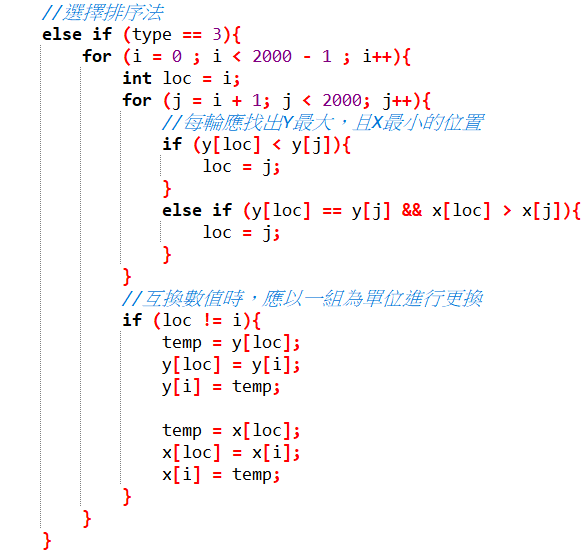 //選擇排序法
else if (type == 3){
for (i = 0 ; i < 2000 - 1 ; i++){
int loc = i;
for (j = i + 1; j < 2000; j++){
//每輪應找出Y最大，且X最小的位置
if (y[loc] < y[j]){
loc = j;
}
else if (y[loc] == y[j] && x[loc] > x[j]){
loc = j;
}
}
//互換數值時，應以一組為單位進行更換
if (loc != i){
temp = y[loc];
y[loc] = y[i];
y[i] = temp;
temp = x[loc];
x[loc] = x[i];
x[i] = temp;
}
}
}